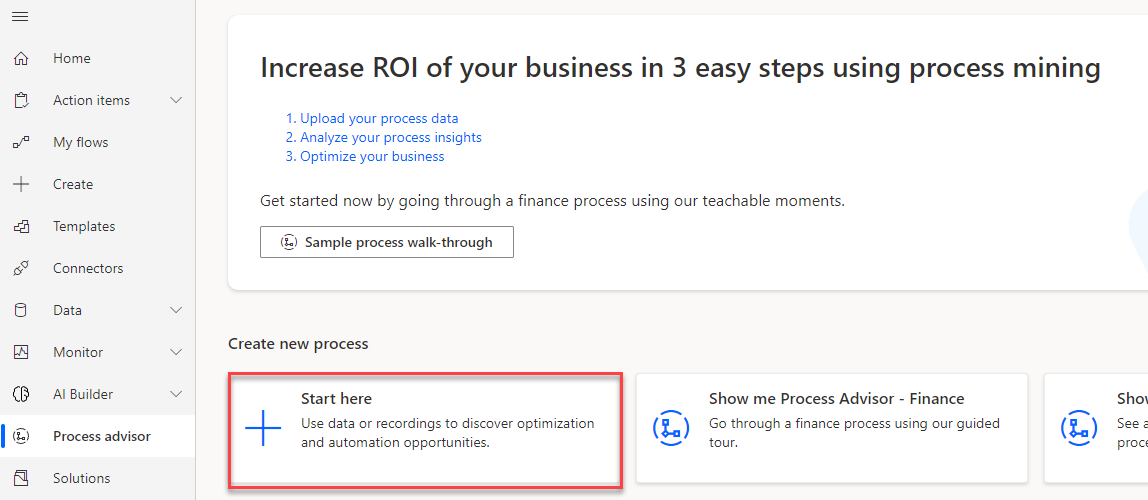 Home
Action items
My flows
Create
Templates
Connectors
Data
Monitor
AI Builder
Process advisor
Solutions
Increase ROI of your business in 3 easy steps using process mining
1. Upload your process data
2. Analyze your process insights
3. Optimize your business
Get started now by going through a finance process using our teachable moments.
Sample process walk-through
Create new process
Start here
Use data or recordings to discover optimization
and automation opportunities.
Show me Process Advisor - Finance
Go through a finance process using our guided
tour.
See a